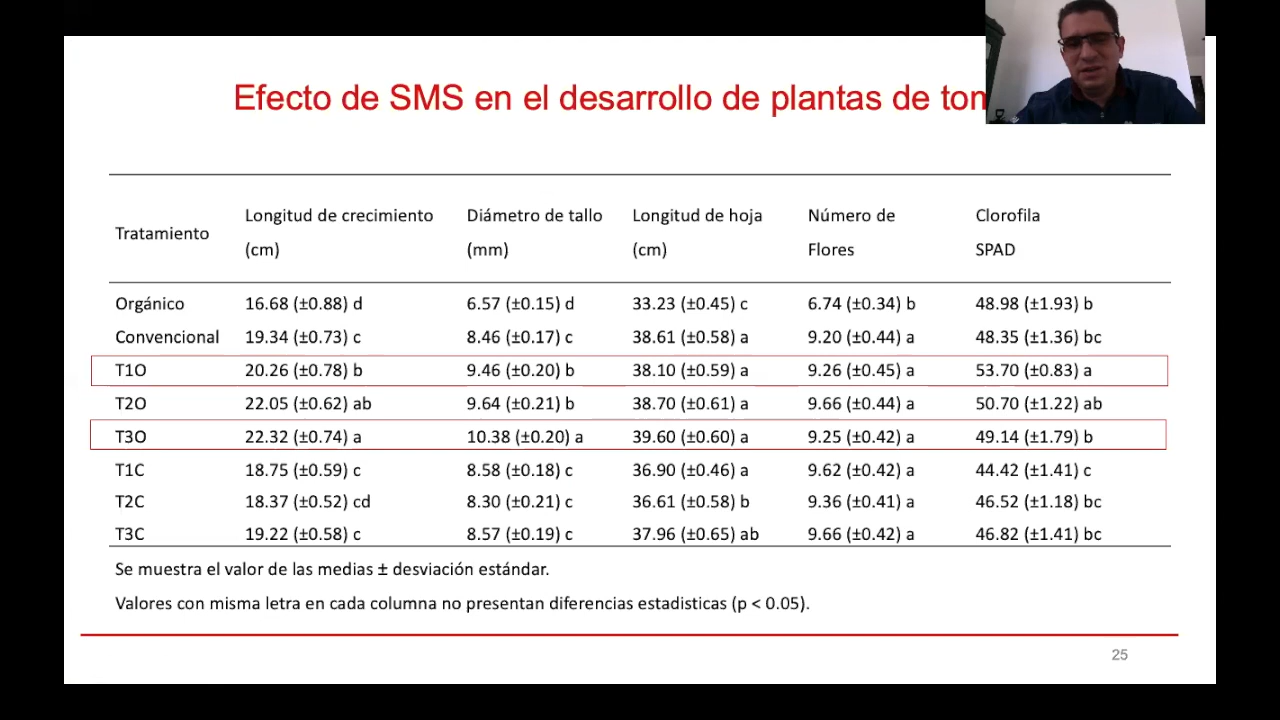 Efecto de SMS en el desarrollo de plantas de
Tratamiento Longitud de crecimiento (cm) Diámetro de tallo (mm) Longitud de hoja (cm) Número de Flores Clorofila SPAD
Orgánico 16.68 (±0.88) d 6.57 (±0.15) d 33.23 (±0.45) c 6.74 (±0.34) b 48.98 (±1.93) b
Convencional 19.34 (±0.73) c 8.46 (±0.17) c 38.61 (±0.58) a 9.20 (±0.44) a 48.35 (±1.36) bc
T1O 20.26 (±0.78) b 9.46 (±0.20) b 38.10 (±0.59) a 9.26 (±0.45) a 53.70 (±0.83) a
T2O 22.05 (±0.62) ab 9.64 (±0.21) b 38.70 (±0.61) a 9.66 (±0.44) a 50.70 (±1.22) ab
T3O 22.32 (±0.74) a 10.38 (±0.20) a 39.60 (±0.60) a 9.25 (±0.42) a 49.14 (±1.79) b
T1C 18.75 (±0.59) c 8.58 (±0.18) c 36.90 (±0.46) a 9.62 (±0.42) a 44.42 (±1.41) c
T2C 18.37 (±0.52) cd 8.30 (±0.21) c 36.61 (±0.58) b 9.36 (±0.41) a 46.52 (±1.18) bc
T3C 19.22 (±0.58) c 8.57 (±0.19) c 37.96 (±0.65) ab 9.66 (±0.42) a 46.82 (±1.41) bc
Se muestra el valor de las medias ± desviación estándar.
Valores con misma letra en cada columna no presentan diferencias estadisticas (p < 0.05).
25